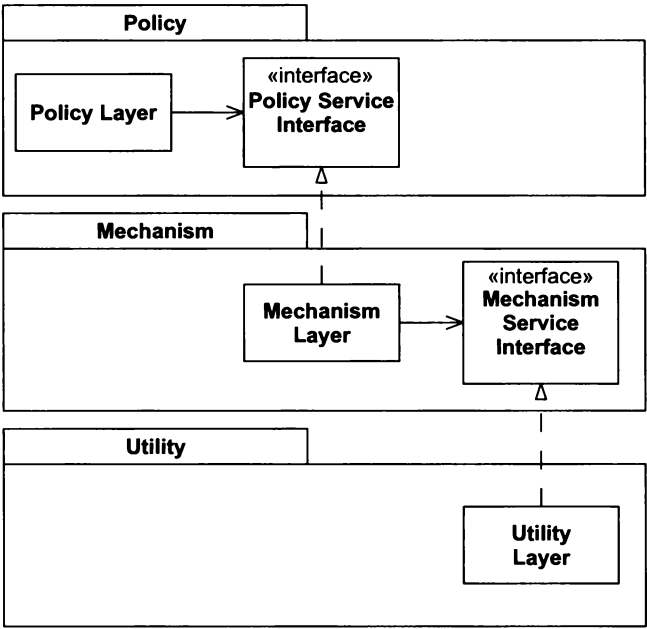 Policy
Policy Layer
«interface»
Policy Service
Interface
Mechanism
Mechanism
Layer
«interface»
Mechanism
Service
Interface
Utility
Utility
Layer